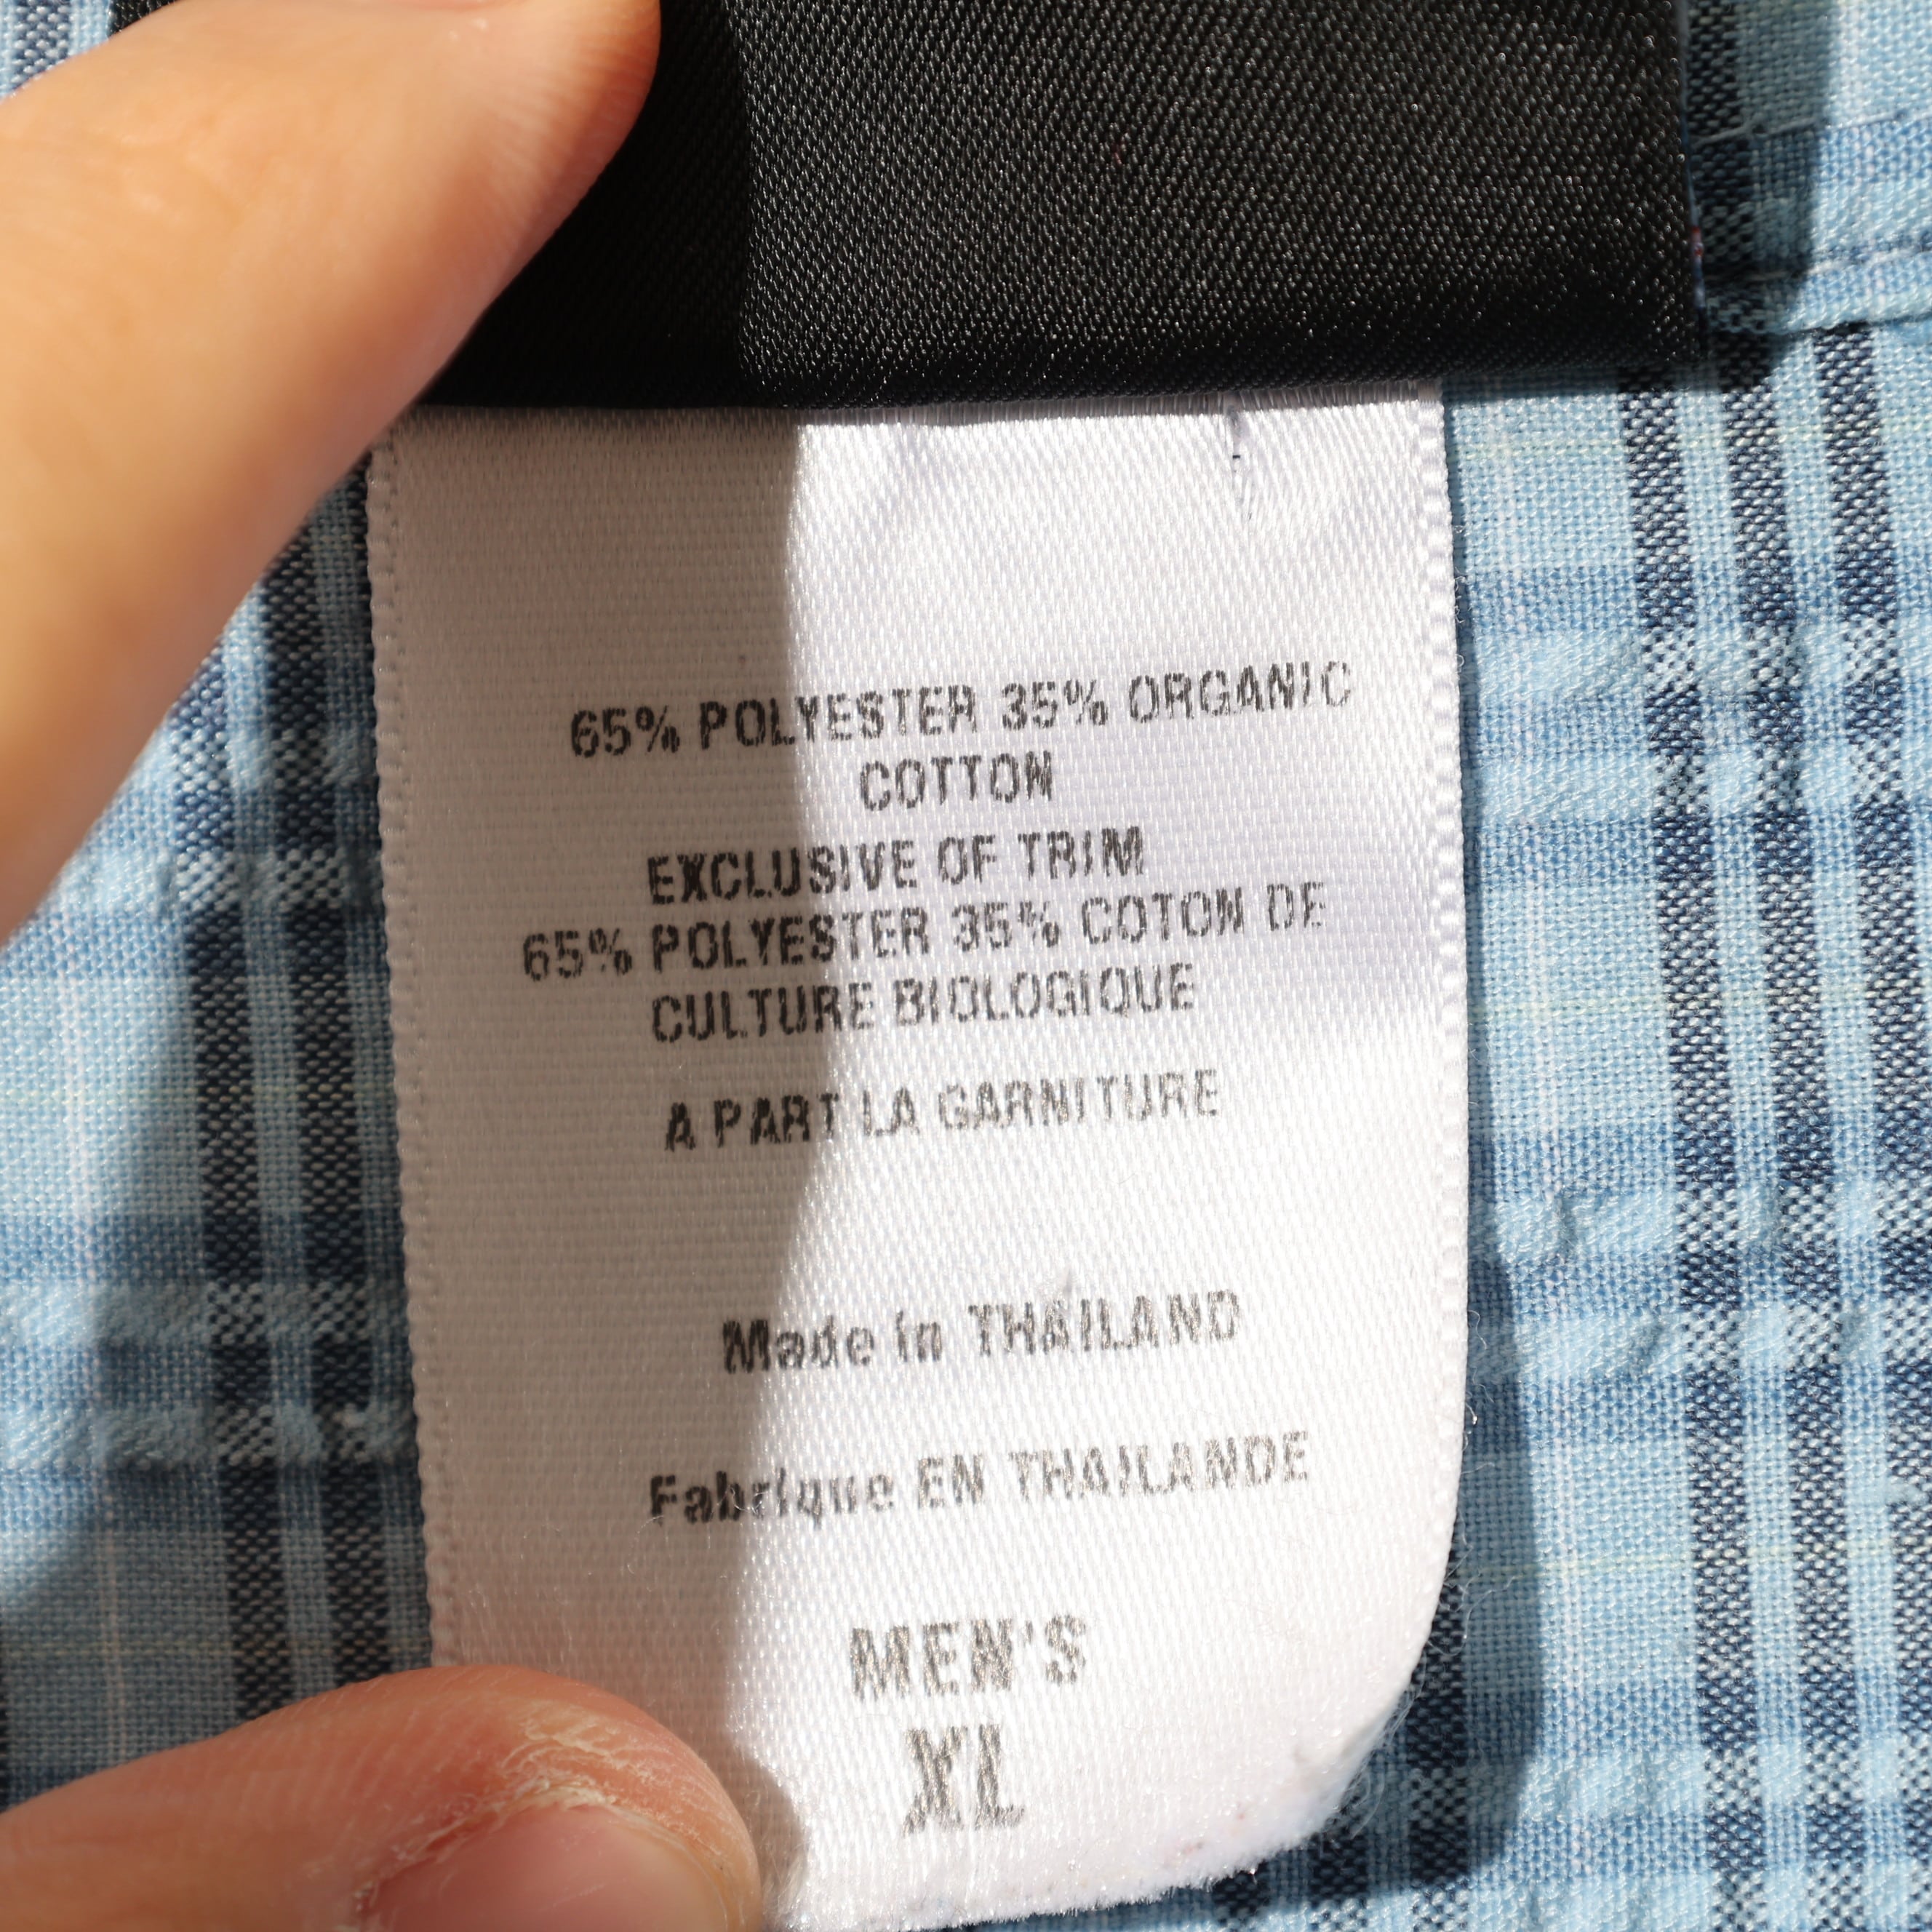 65% POLYESTER 35% ORGANIC
COTTON
EXCLUSIVE OF TRIM
65% POLYESTER 35% COTON DE
CULTURE BIOLOGIQUE
A PART LA GARNITURE
Made in THAILAND
Fabrique EN THAILANDE
MEN'S
XL